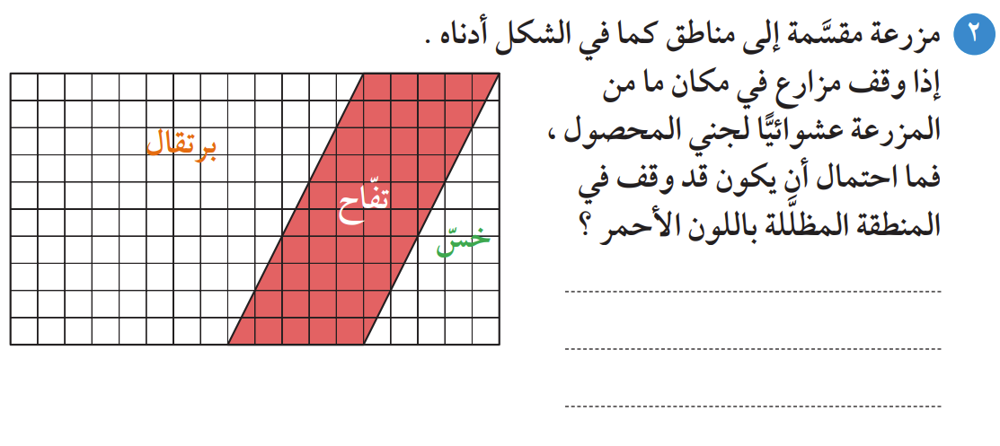 ٢ مزرعة مقسَّمة إلى مناطق كما في الشكل أدناه .
إذا وقف مزارع في مكان ما من
المزرعة عشوائيًّا لجني المحصول ،
فما احتمال أن يكون قد وقف في
المنطقة المظلَّلة باللون الأحمر ؟
برتقال
تفّاح
خسّ